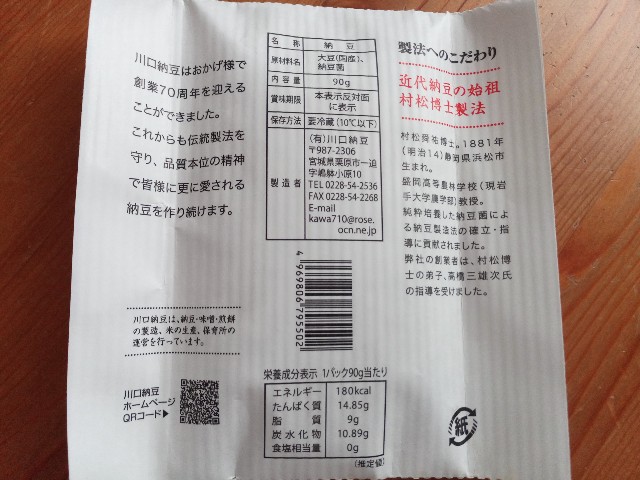 川口納豆はおかげ様で
創業70周年を迎える
ことができました。
これからも伝統製法を
守り、品質本位の精神
で皆様に更に愛される
納豆を作り続けます。
川口納豆は、納豆・味噌・煎餅
の製造、米の生産、保育所の
運営を行っています。
川口納豆
ホームページ
QRコード▶
名称 納豆
原材料名 大豆(国産)、
納豆菌
内容量 90g
賞味期限 本表示反対面
に表示
保存方法 要冷蔵(10℃以下)
製造者 (有)川口納豆
〒987-2306
宮城県栗原市一迫
字嶋躰小原10
TEL 0228-54-2536
FAX 0228-54-2268
E-mail
kawa710@rose.
ocn.ne.jp
4969806795502
栄養成分表示 1パック90g当たり
エネルギー 180kcal
たんぱく質 14.85g
脂質 9g
炭水化物 10.89g
食塩相当量 0g
(推定値)
製法へのこだわり
近代納豆の始祖
村松博士製法
村松舜祐博士。1881年
(明治14)静岡県浜松市
生まれ。
盛岡高等農林学校(現岩
手大学農学部)教授。
純粋培養した納豆菌によ
る納豆製造法の確立・指
導に貢献されました。
弊社の創業者は、村松博
士の弟子、高橋三雄次氏
の指導を受けました。
紙